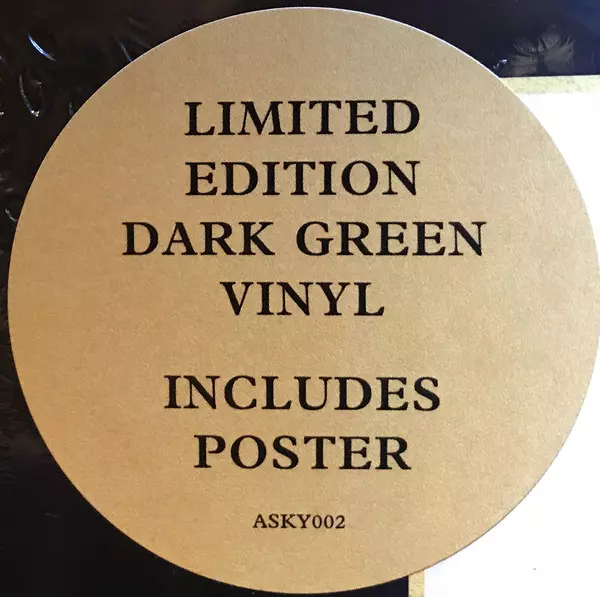 LIMITED
EDITION
DARK GREEN
VINYL
INCLUDES
POSTER
ASKY002